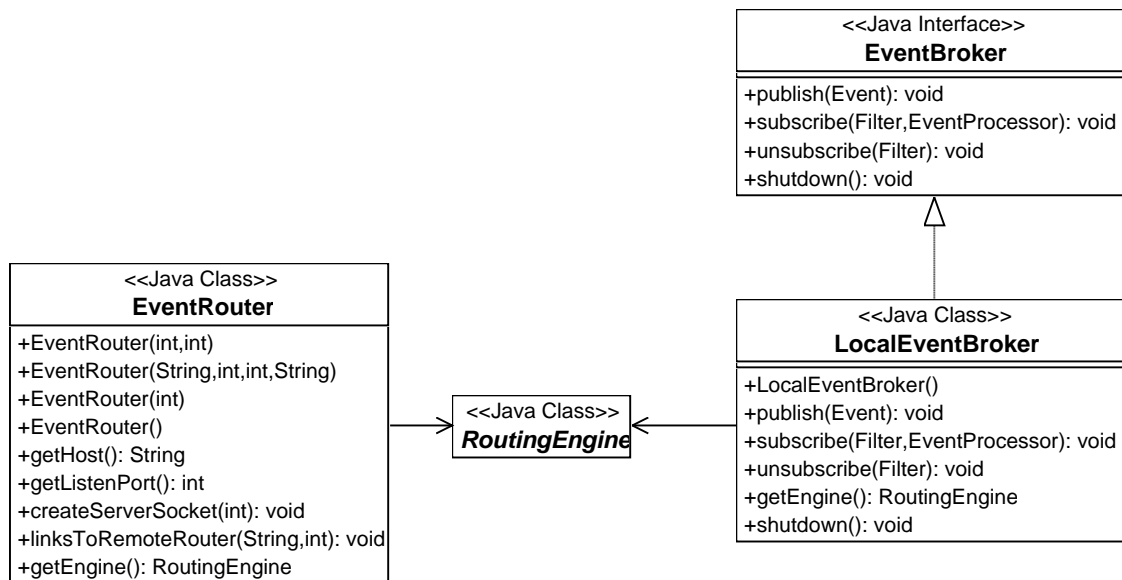 <<Java Interface>>
EventBroker
+publish(Event): void
+subscribe(Filter,EventProcessor): void
+unsubscribe(Filter): void
+shutdown(): void
<<Java Class>>
EventRouter
+EventRouter(int,int)
+EventRouter(String,int,int,String)
+EventRouter(int)
+EventRouter()
+getHost(): String
+getListenPort(): int
+createServerSocket(int): void
+linksToRemoteRouter(String,int): void
+getEngine(): RoutingEngine
<<Java Class>>
RoutingEngine
<<Java Class>>
LocalEventBroker
+LocalEventBroker()
+publish(Event): void
+subscribe(Filter,EventProcessor): void
+unsubscribe(Filter): void
+getEngine(): RoutingEngine
+shutdown(): void